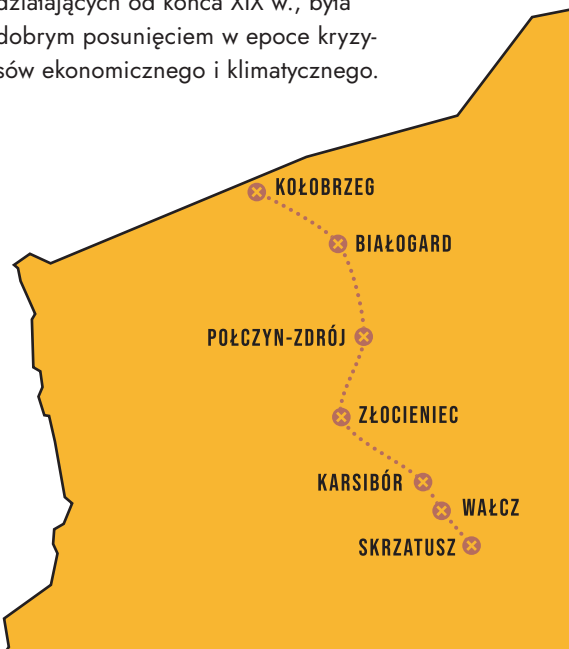 działających od końca XIX w., była
dobrym posunięciem w epoce kryzy-
sów ekonomicznego i klimatycznego.
KOŁOBRZEG
BIAŁOGARD
POŁCZYN-ZDRÓJ
ZŁOCIENIEC
KARSIBÓR
WAŁCZ
SKRZATUSZ